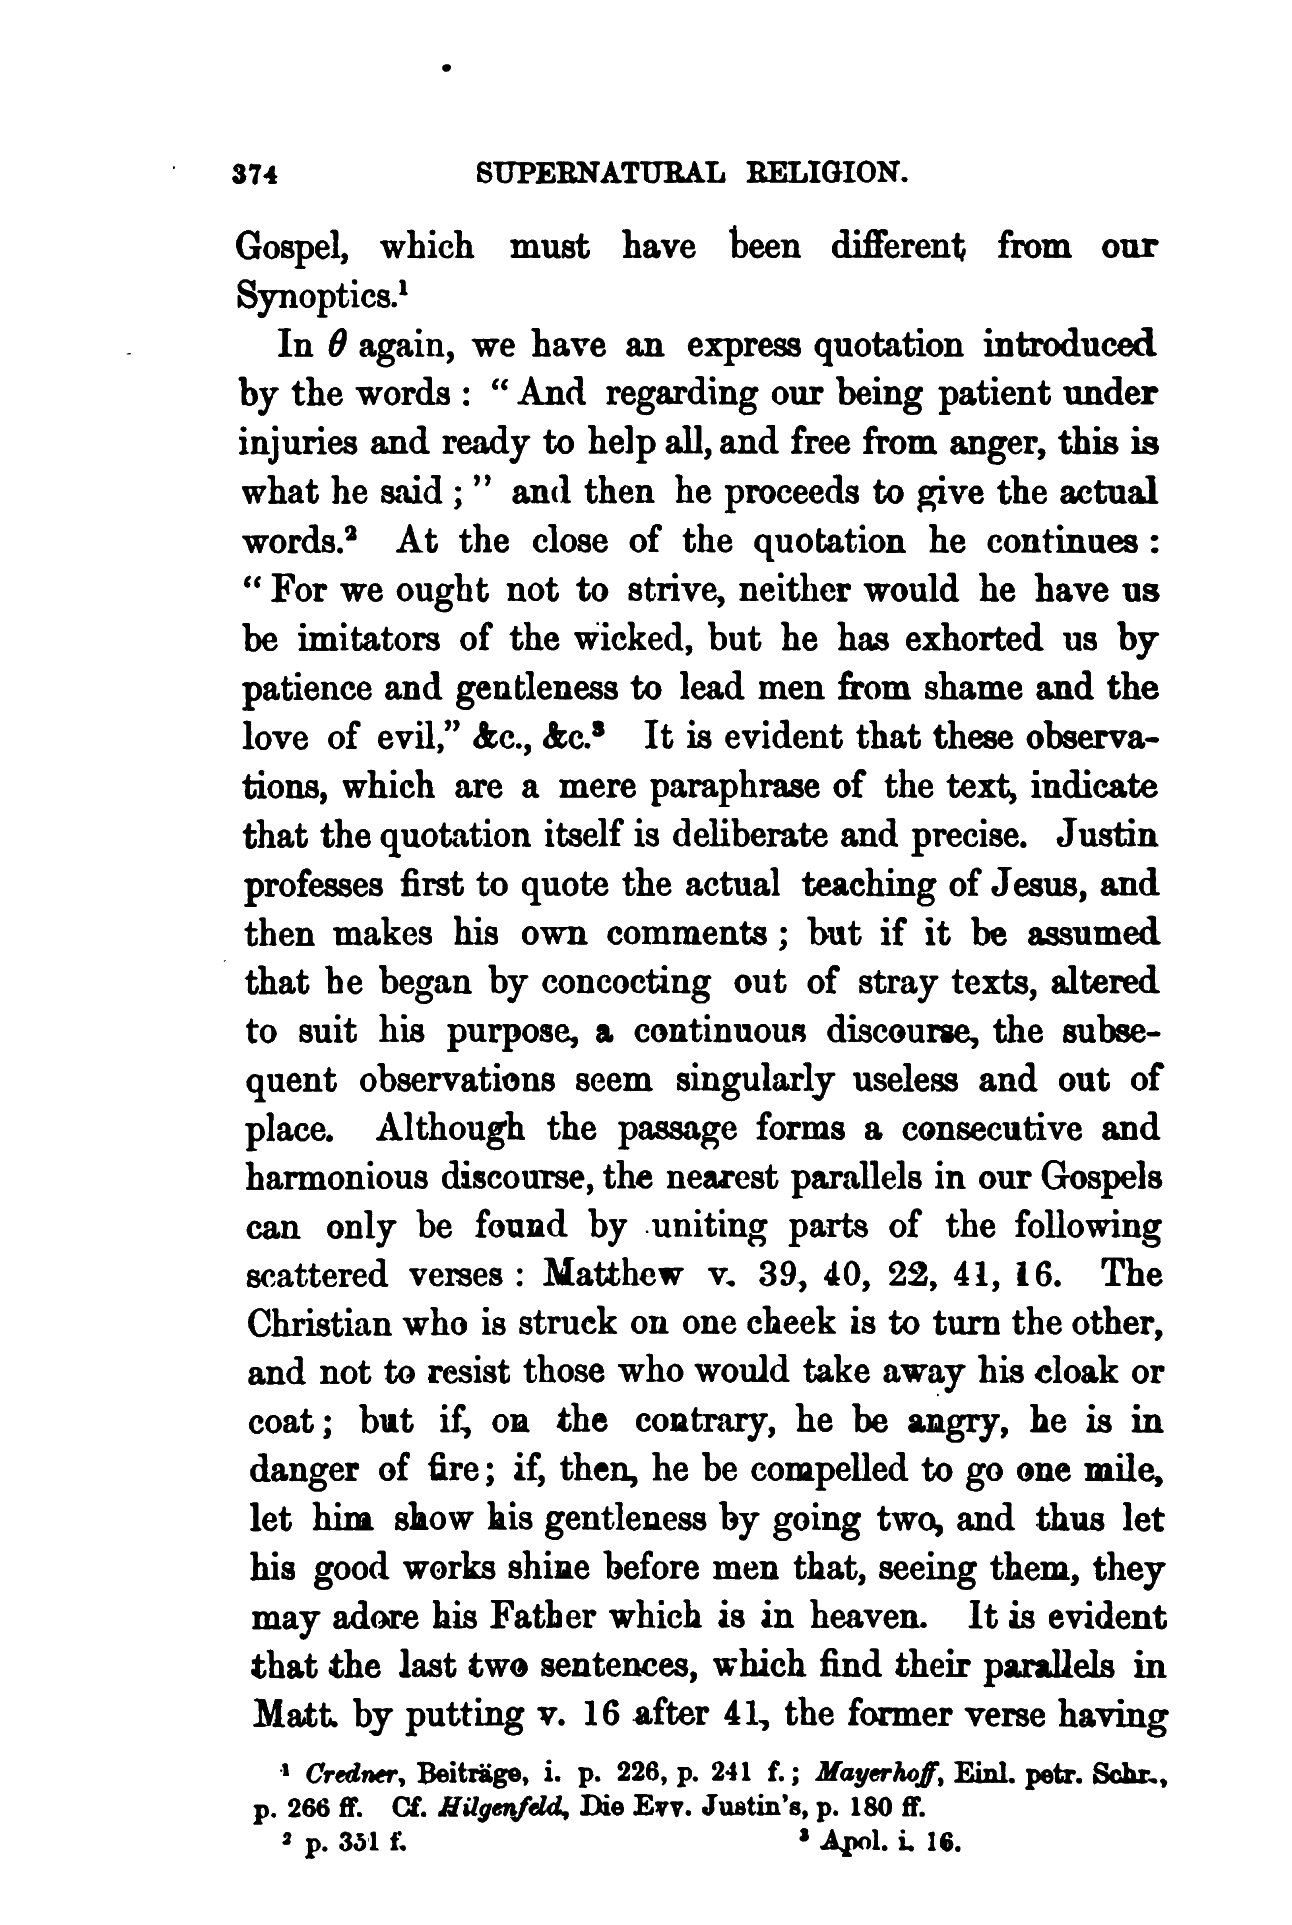 374 SUPERNATURAL RELIGION.
Gospel, which must have been different from our
Synoptics.¹
In θ again, we have an express quotation introduced
by the words : “ And regarding our being patient under
injuries and ready to help all, and free from anger, this is
what he said ; ” and then he proceeds to give the actual
words.² At the close of the quotation he continues :
“ For we ought not to strive, neither would he have us
be imitators of the wicked, but he has exhorted us by
patience and gentleness to lead men from shame and the
love of evil,” &c., &c.³ It is evident that these observa-
tions, which are a mere paraphrase of the text, indicate
that the quotation itself is deliberate and precise. Justin
professes first to quote the actual teaching of Jesus, and
then makes his own comments ; but if it be assumed
that he began by concocting out of stray texts, altered
to suit his purpose, a continuous discourse, the subse-
quent observations seem singularly useless and out of
place. Although the passage forms a consecutive and
harmonious discourse, the nearest parallels in our Gospels
can only be found by uniting parts of the following
scattered verses : Matthew v. 39, 40, 22, 41, 16. The
Christian who is struck on one cheek is to turn the other,
and not to resist those who would take away his cloak or
coat ; but if, on the contrary, he be angry, he is in
danger of fire ; if, then, he be compelled to go one mile,
let him show his gentleness by going two, and thus let
his good works shine before men that, seeing them, they
may adore his Father which is in heaven. It is evident
that the last two sentences, which find their parallels in
Matt. by putting v. 16 after 41, the former verse having
¹ Credner, Beiträge, i. p. 226, p. 241 f. ; Mayerhoff, Einl. petr. Schr.,
p. 266 ff. Cf. Hilgenfeld, Die Evv. Justin's, p. 180 ff.
² p. 351 f. ³ Apol. i. 16.